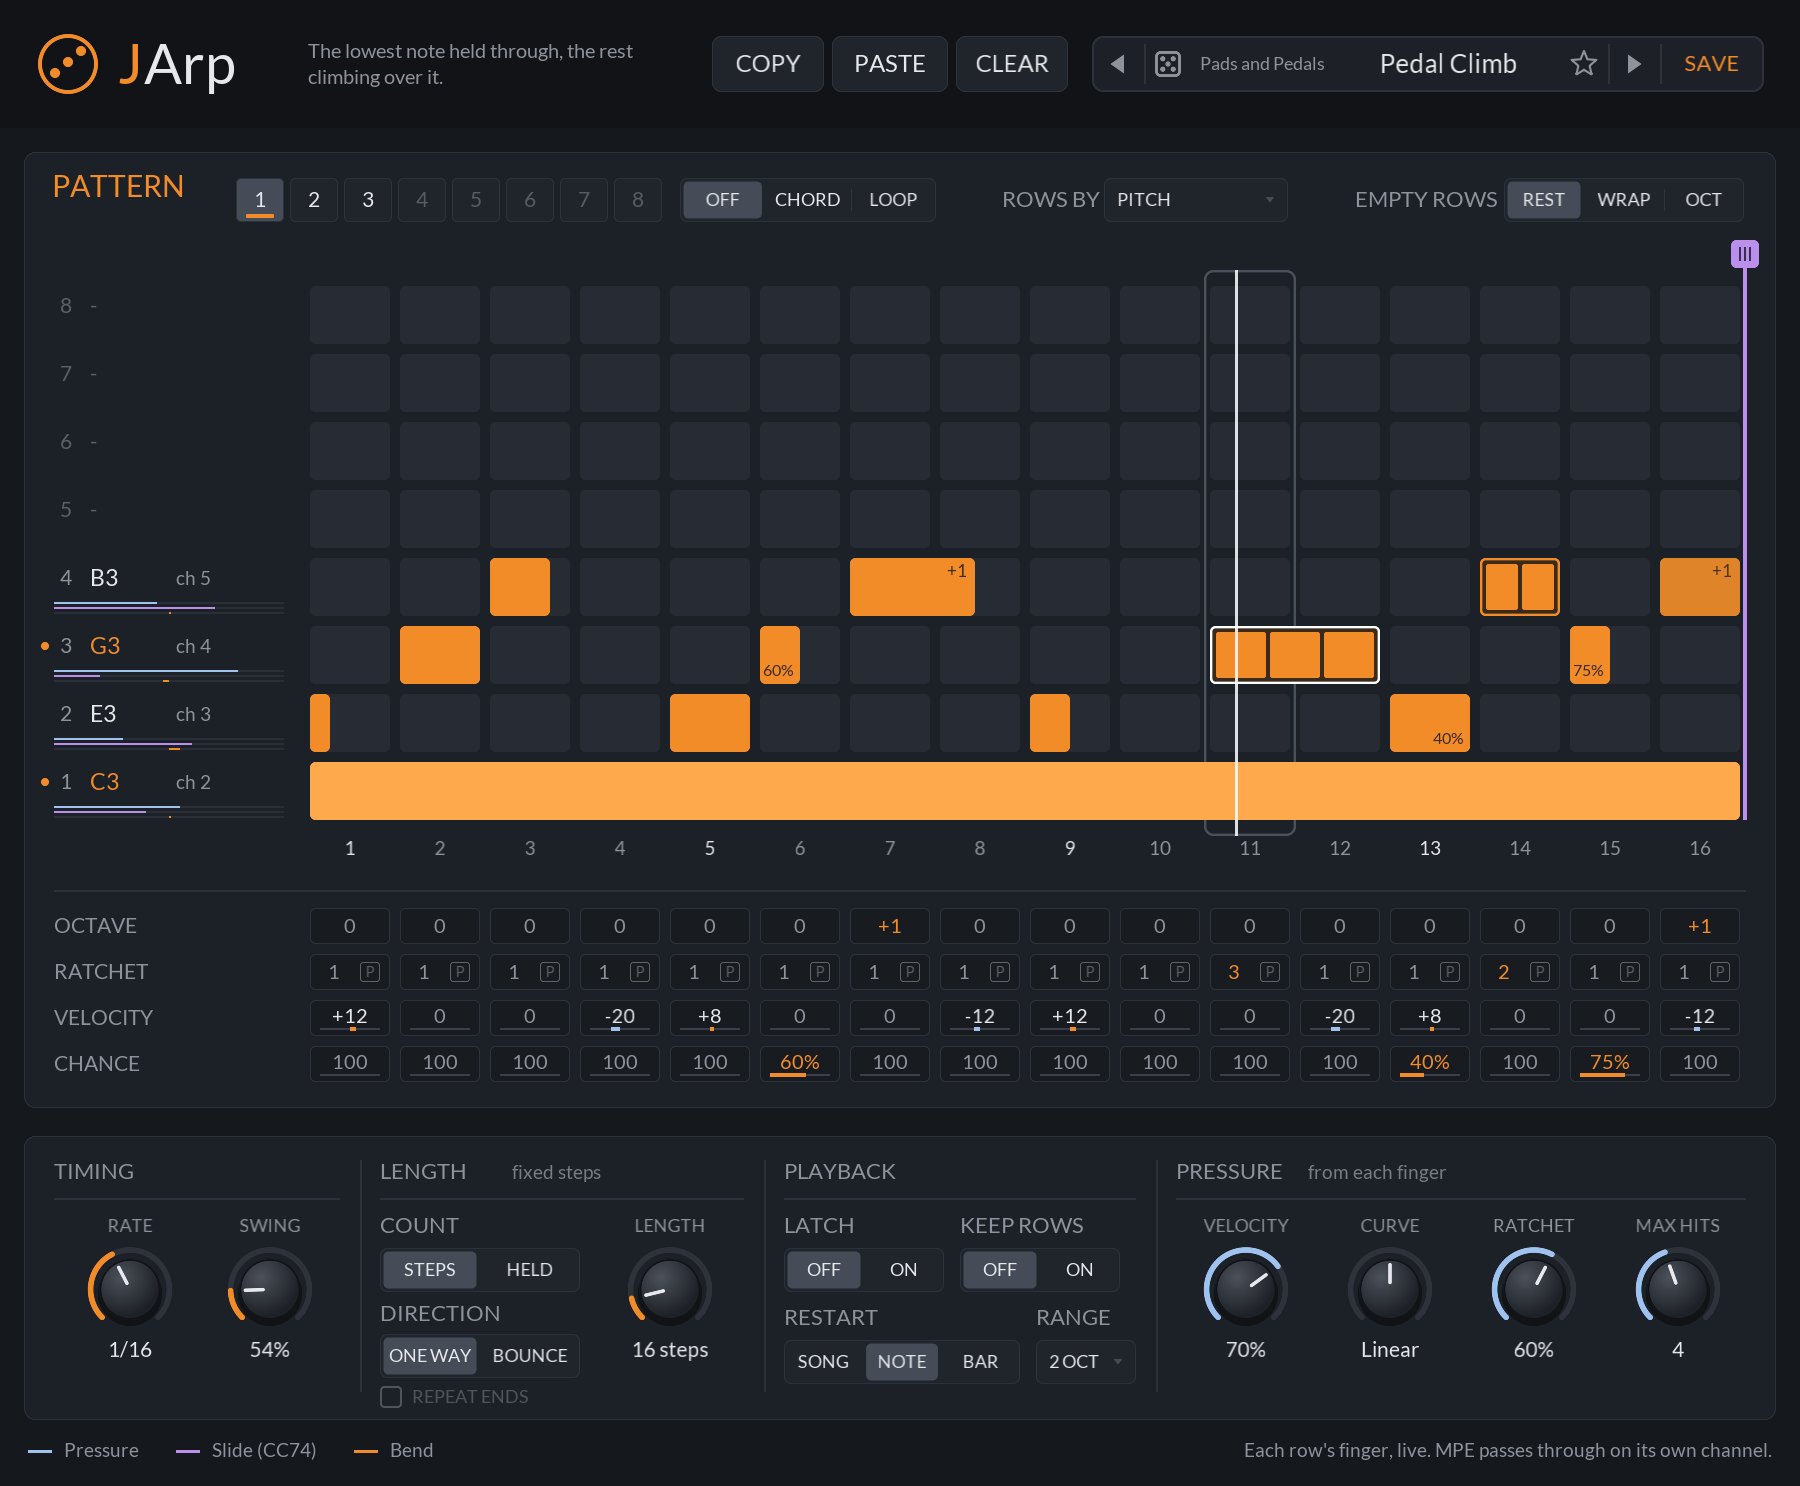 JArp
The lowest note held through, the rest
climbing over it.
COPY PASTE CLEAR
Pads and Pedals Pedal Climb SAVE
PATTERN 1 2 3 4 5 6 7 8 OFF CHORD LOOP ROWS BY PITCH EMPTY ROWS REST WRAP OCT
8 -
7 -
6 -
5 -
4 B3 ch 5 +1 +1
3 G3 ch 4 60% 75%
2 E3 ch 3 40%
1 C3 ch 2
1 2 3 4 5 6 7 8 9 10 11 12 13 14 15 16
OCTAVE 0 0 0 0 0 0 +1 0 0 0 0 0 0 0 0 +1
RATCHET 1 P 1 P 1 P 1 P 1 P 1 P 1 P 1 P 1 P 1 P 3 P 1 P 1 P 2 P 1 P 1 P
VELOCITY +12 0 0 -20 +8 0 0 -12 +12 0 0 -20 +8 0 0 -12
CHANCE 100 100 100 100 100 60% 100 100 100 100 100 100 40% 100 75% 100
TIMING
RATE SWING
1/16 54%
LENGTH fixed steps
COUNT LENGTH
STEPS HELD
DIRECTION
ONE WAY BOUNCE 16 steps
REPEAT ENDS
PLAYBACK
LATCH KEEP ROWS
OFF ON OFF ON
RESTART RANGE
SONG NOTE BAR 2 OCT
PRESSURE from each finger
VELOCITY CURVE RATCHET MAX HITS
70% Linear 60% 4
Pressure Slide (CC74) Bend
Each row's finger, live. MPE passes through on its own channel.